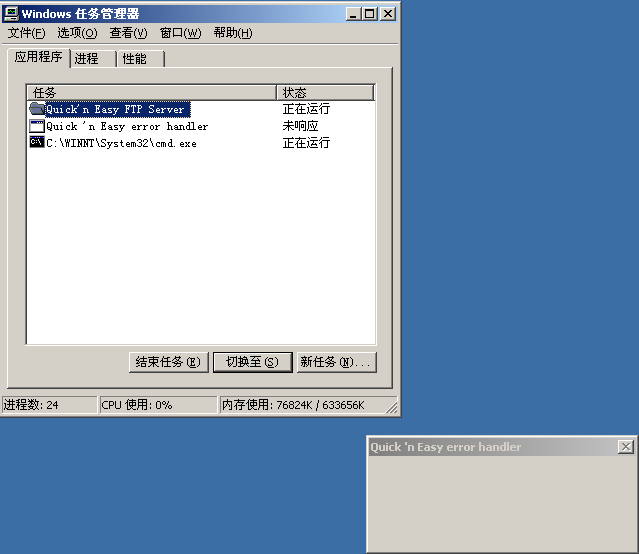 Windows 任务管理器
文件(F) 选项(O) 查看(V) 窗口(W) 帮助(H)
应用程序 进程 性能
任务 状态
Quick'n Easy FTP Server 正在运行
Quick 'n Easy error handler 未响应
C:\WINNT\System32\cmd.exe 正在运行
结束任务(E) 切换至(S) 新任务(N)...
进程数: 24 CPU 使用: 0% 内存使用: 76824K / 633656K
Quick 'n Easy error handler